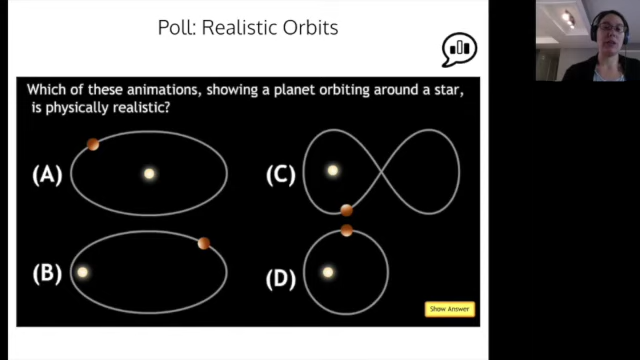 Poll: Realistic Orbits
Which of these animations, showing a planet orbiting around a star,
is physically realistic?
(A)
(C)
(B)
(D)
Show Answer